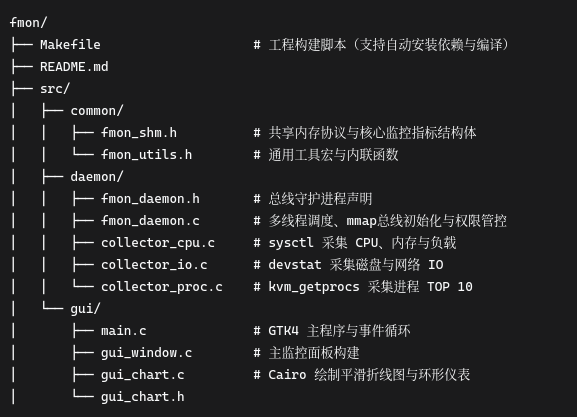 fmon/
├── Makefile                    # 工程构建脚本（支持自动安装依赖与编译）
├── README.md
├── src/
│   ├── common/
│   │   ├── fmon_shm.h          # 共享内存协议与核心监控指标结构体
│   │   └── fmon_utils.h        # 通用工具宏与内联函数
│   ├── daemon/
│   │   ├── fmon_daemon.h       # 总线守护进程声明
│   │   ├── fmon_daemon.c       # 多线程调度、mmap总线初始化与权限管控
│   │   ├── collector_cpu.c     # sysctl 采集 CPU、内存与负载
│   │   ├── collector_io.c      # devstat 采集磁盘与网络 IO
│   │   └── collector_proc.c    # kvm_getprocs 采集进程 TOP 10
│   └── gui/
│       ├── main.c              # GTK4 主程序与事件循环
│       ├── gui_window.c        # 主监控面板构建
│       ├── gui_chart.c         # Cairo 绘制平滑折线图与环形仪表
│       └── gui_chart.h